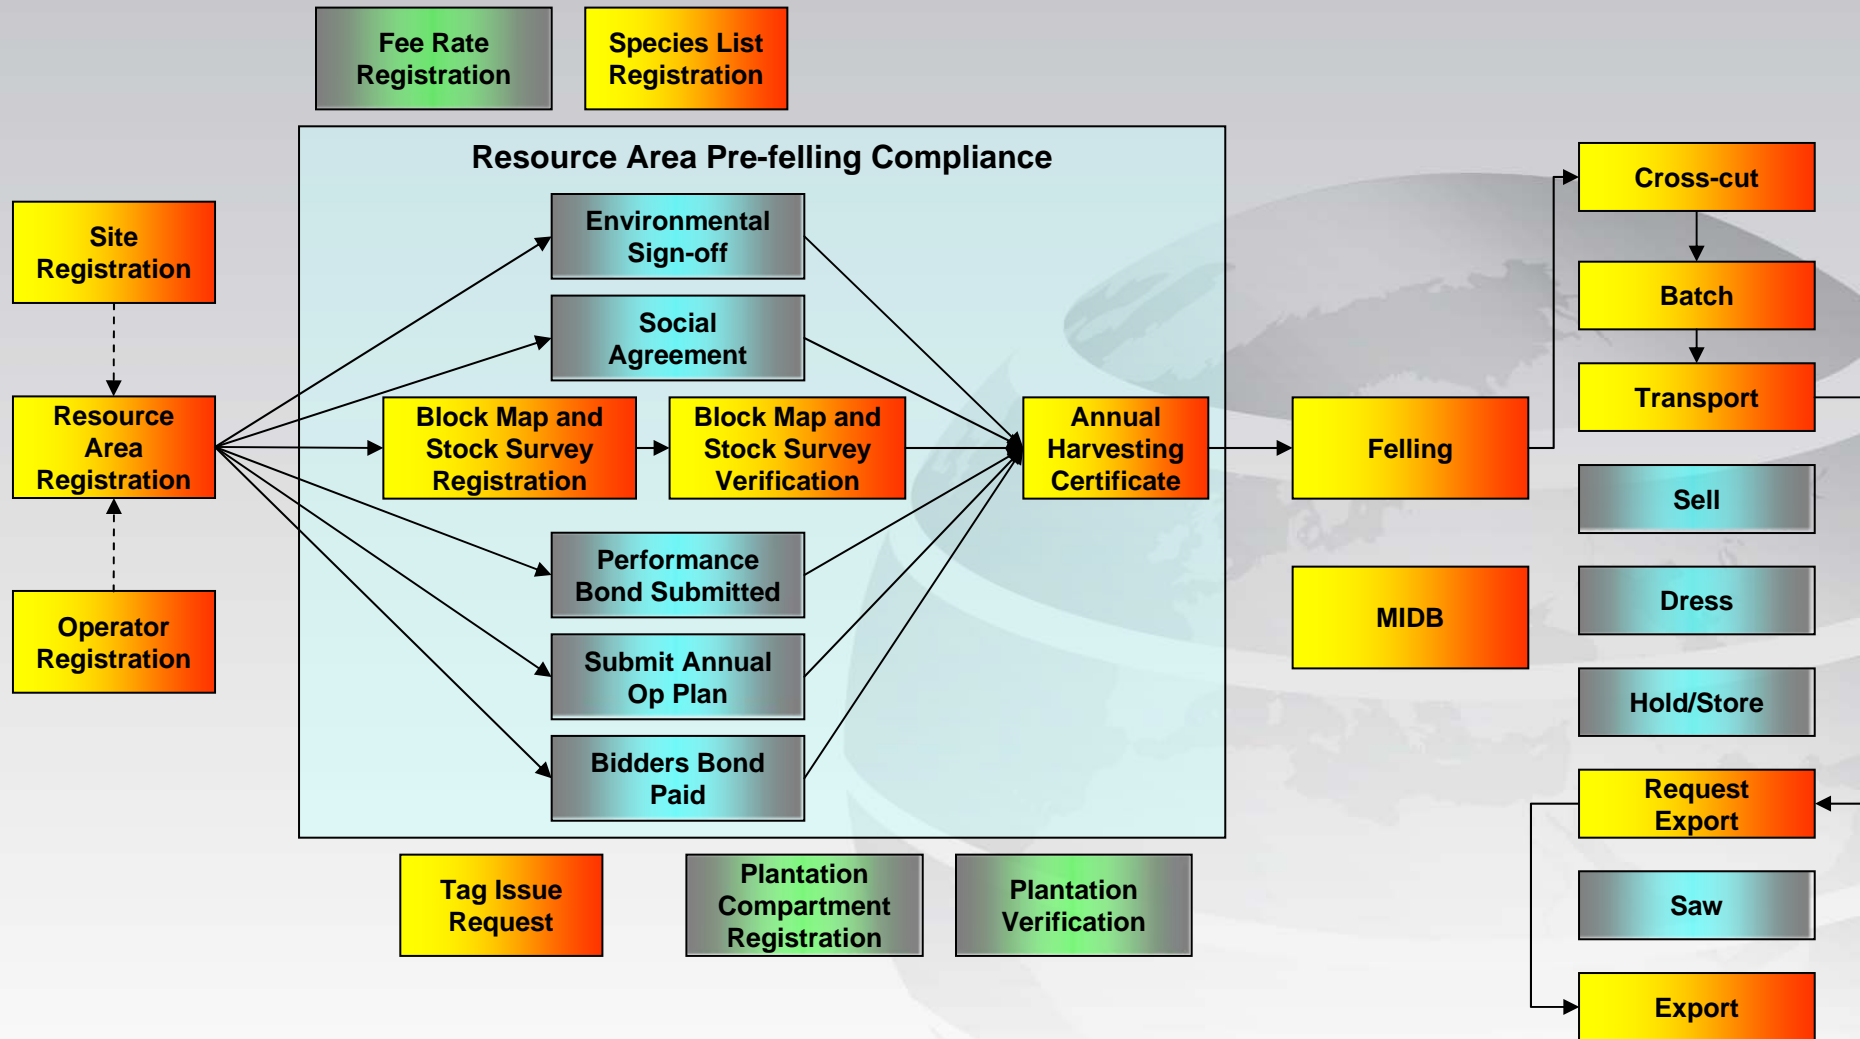 Fee Rate
Registration
Species List
Registration
Resource Area Pre-felling Compliance
Site
Registration
Resource
Area
Registration
Operator
Registration
Environmental
Sign-off
Social
Agreement
Block Map and
Stock Survey
Registration
Block Map and
Stock Survey
Verification
Performance
Bond Submitted
Submit Annual
Op Plan
Bidders Bond
Paid
Annual
Harvesting
Certificate
Tag Issue
Request
Plantation
Compartment
Registration
Plantation
Verification
Felling
MIDB
Cross-cut
Batch
Transport
Sell
Dress
Hold/Store
Request
Export
Saw
Export